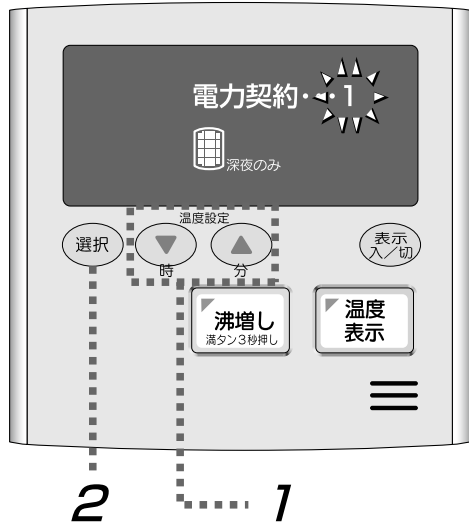 電力契約・・1
深夜のみ
温度設定
選択
▼
▲
表示
入／切
時
分
沸増し
満タン3秒押し
温度
表示
2
1